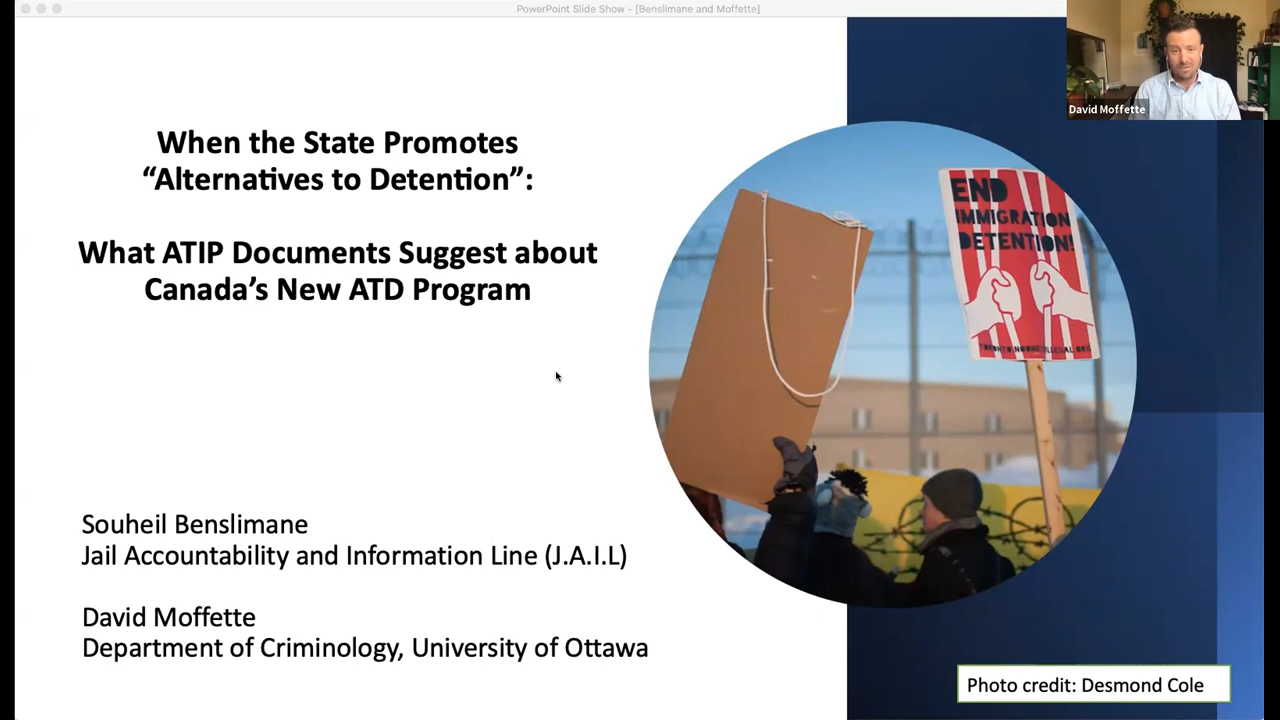 PowerPoint Slide Show - [Benslimane and Moffette]
David Moffette
When the State Promotes
“Alternatives to Detention”:
What ATIP Documents Suggest about
Canada’s New ATD Program
END
IMMIGRATION
DETENTION!
Souheil Benslimane
Jail Accountability and Information Line (J.A.I.L)
David Moffette
Department of Criminology, University of Ottawa
Photo credit: Desmond Cole